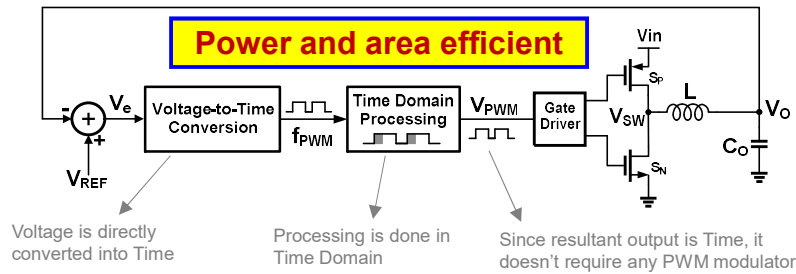 Power and area efficient
Vin
-
+
+
Ve
VREF
Voltage-to-Time
Conversion
fPWM
Time Domain
Processing
VPWM
Gate
Driver
SP
SN
VSW
L
VO
CO
Voltage is directly
converted into Time
Processing is done in
Time Domain
Since resultant output is Time, it
doesn't require any PWM modulator